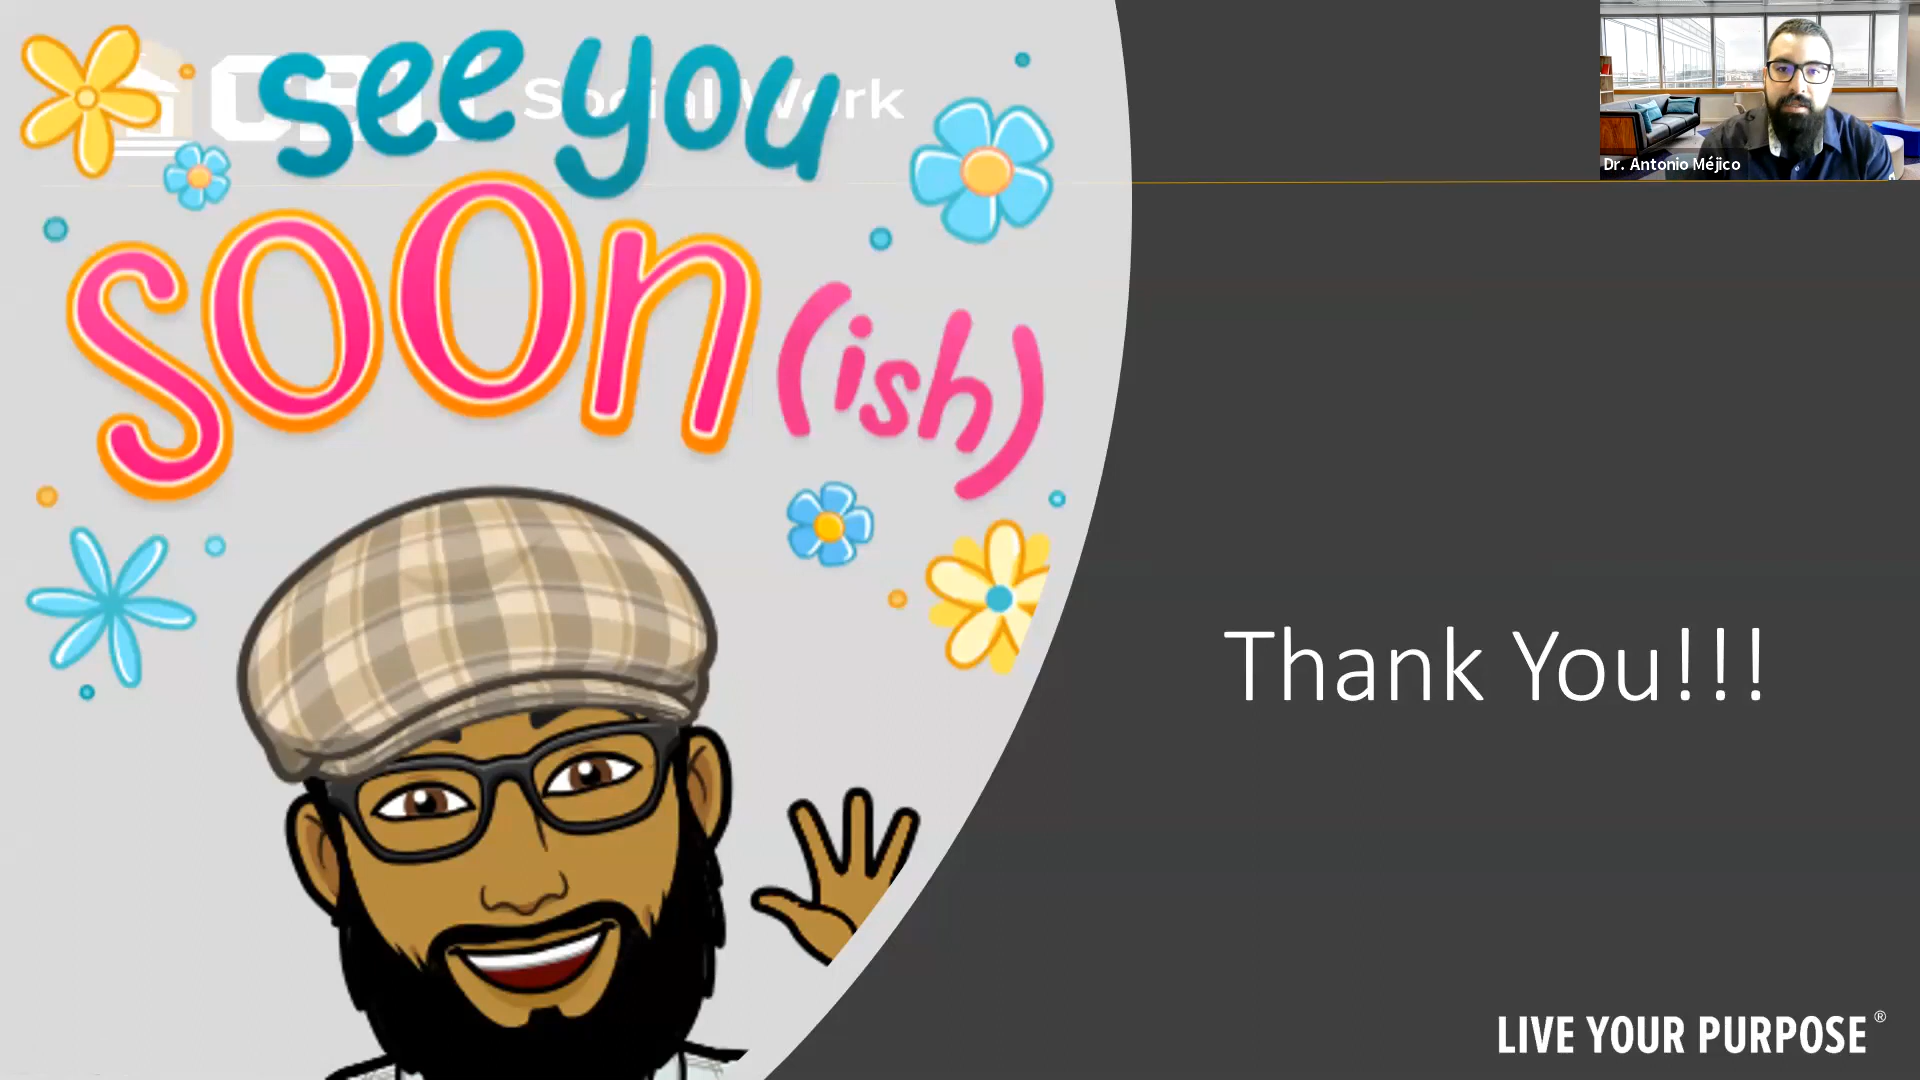 see you
soon
(ish)
Social Work
Dr. Antonio Méjico
Thank You!!!
LIVE YOUR PURPOSE®